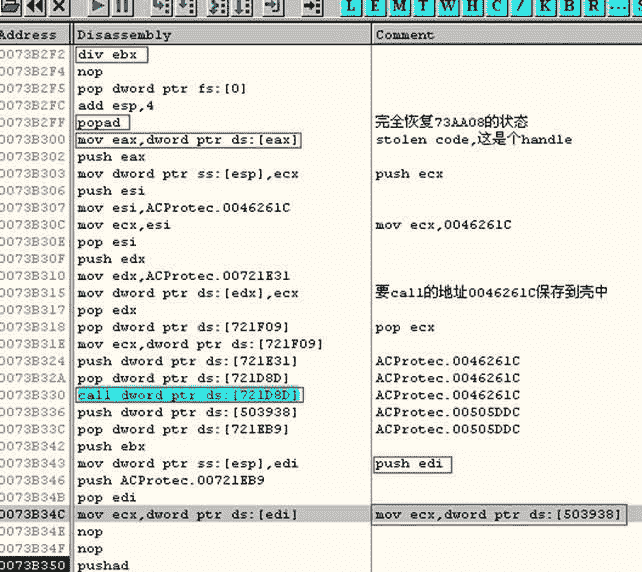 L E M T W H C / K B R ... S
Address Disassembly Comment
0073B2F2 div ebx
0073B2F4 nop
0073B2F5 pop dword ptr fs:[0]
0073B2FC add esp,4
0073B2FF popad 完全恢复73AA08的状态
0073B300 mov eax,dword ptr ds:[eax] stolen code,这是个handle
0073B302 push eax
0073B303 mov dword ptr ss:[esp],ecx push ecx
0073B306 push esi
0073B307 mov esi,ACProtec.0046261C
0073B30C mov ecx,esi mov ecx,0046261C
0073B30E pop esi
0073B30F push edx
0073B310 mov edx,ACProtec.00721E31
0073B315 mov dword ptr ds:[edx],ecx 要call的地址0046261C保存到壳中
0073B317 pop edx
0073B318 pop dword ptr ds:[721F09] pop ecx
0073B31E mov ecx,dword ptr ds:[721F09]
0073B324 push dword ptr ds:[721E31] ACProtec.0046261C
0073B32A pop dword ptr ds:[721D8D] ACProtec.0046261C
0073B330 call dword ptr ds:[721D8D] ACProtec.0046261C
0073B336 push dword ptr ds:[503938] ACProtec.00505DDC
0073B33C pop dword ptr ds:[721EB9] ACProtec.00505DDC
0073B342 push ebx
0073B343 mov dword ptr ss:[esp],edi push edi
0073B346 push ACProtec.00721EB9
0073B34B pop edi
0073B34C mov ecx,dword ptr ds:[edi] mov ecx,dword ptr ds:[503938]
0073B34E nop
0073B34F nop
0073B350 pushad